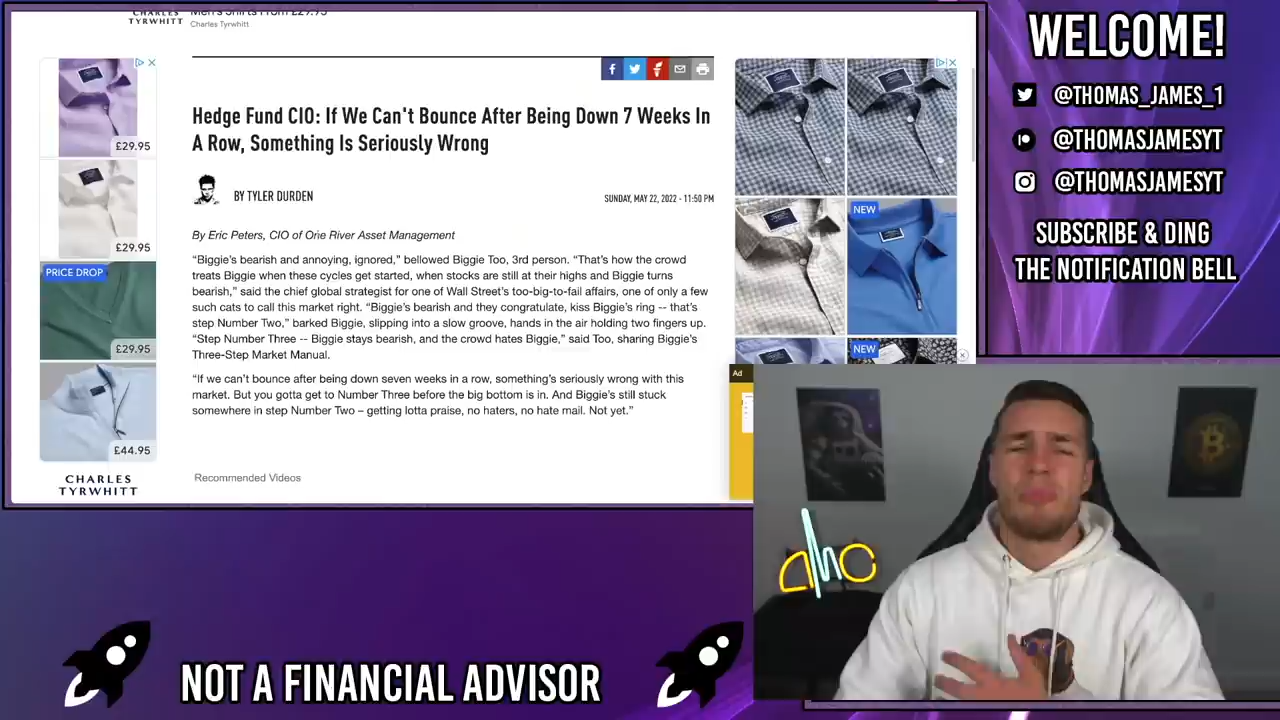 CHARLES
TYRWHITT
Men's Shirts From £29.95
Charles Tyrwhitt
Hedge Fund CIO: If We Can't Bounce After Being Down 7 Weeks In
A Row, Something Is Seriously Wrong
BY TYLER DURDEN
SUNDAY, MAY 22, 2022 - 11:50 PM
By Eric Peters, CIO of One River Asset Management
“Biggie’s bearish and annoying, ignored,” bellowed Biggie Too, 3rd person. “That’s how the crowd
treats Biggie when these cycles get started, when stocks are still at their highs and Biggie turns
bearish,” said the chief global strategist for one of Wall Street’s too-big-to-fail affairs, one of only a few
such cats to call this market right. “Biggie’s bearish and they congratulate, kiss Biggie’s ring -- that’s
step Number Two,” barked Biggie, slipping into a slow groove, hands in the air holding two fingers up.
“Step Number Three -- Biggie stays bearish, and the crowd hates Biggie,” said Too, sharing Biggie’s
Three-Step Market Manual.
“If we can’t bounce after being down seven weeks in a row, something’s seriously wrong with this
market. But you gotta get to Number Three before the big bottom is in. And Biggie’s still stuck
somewhere in step Number Two – getting lotta praise, no haters, no hate mail. Not yet.”
Recommended Videos
£29.95
£29.95
PRICE DROP
£29.95
£44.95
CHARLES
TYRWHITT
NEW
NEW
Ad
WELCOME!
@THOMAS_JAMES_1
@THOMASJAMESYT
@THOMASJAMESYT
SUBSCRIBE & DING
THE NOTIFICATION BELL
NOT A FINANCIAL ADVISOR